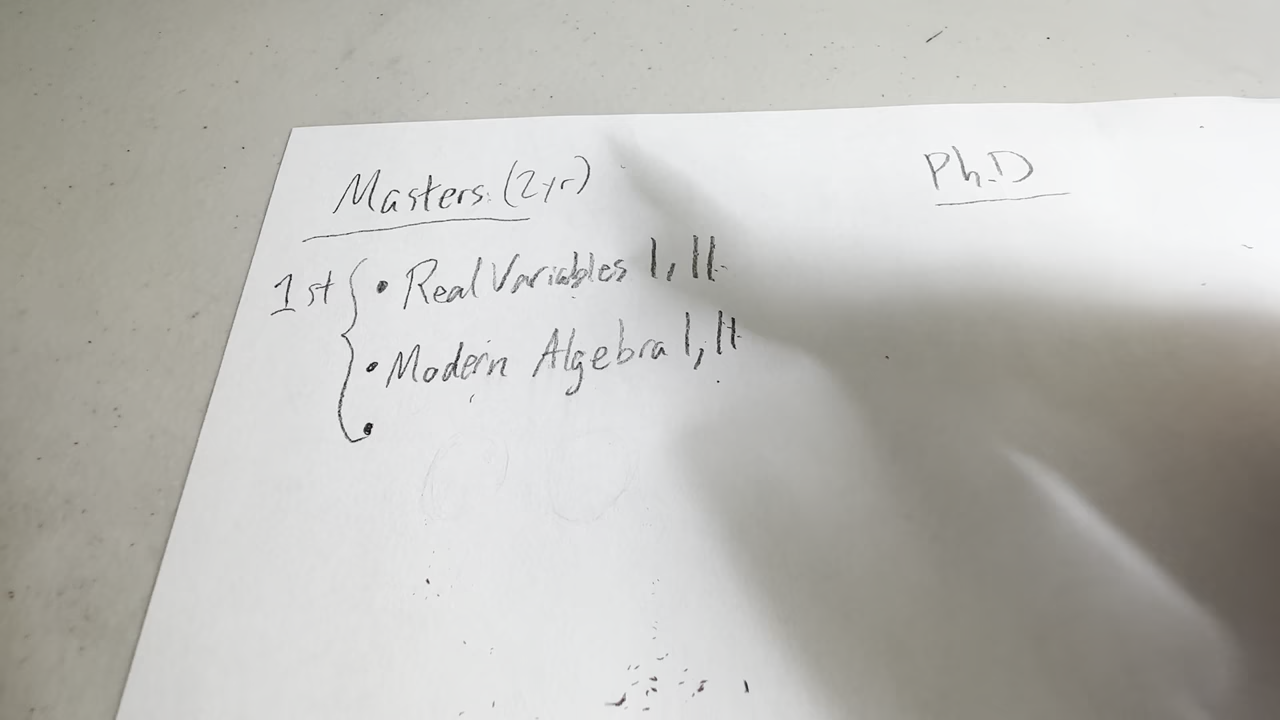 Masters (2yr)
Ph.D
1st { • Real Variables I, II
• Modern Algebra I, II
•